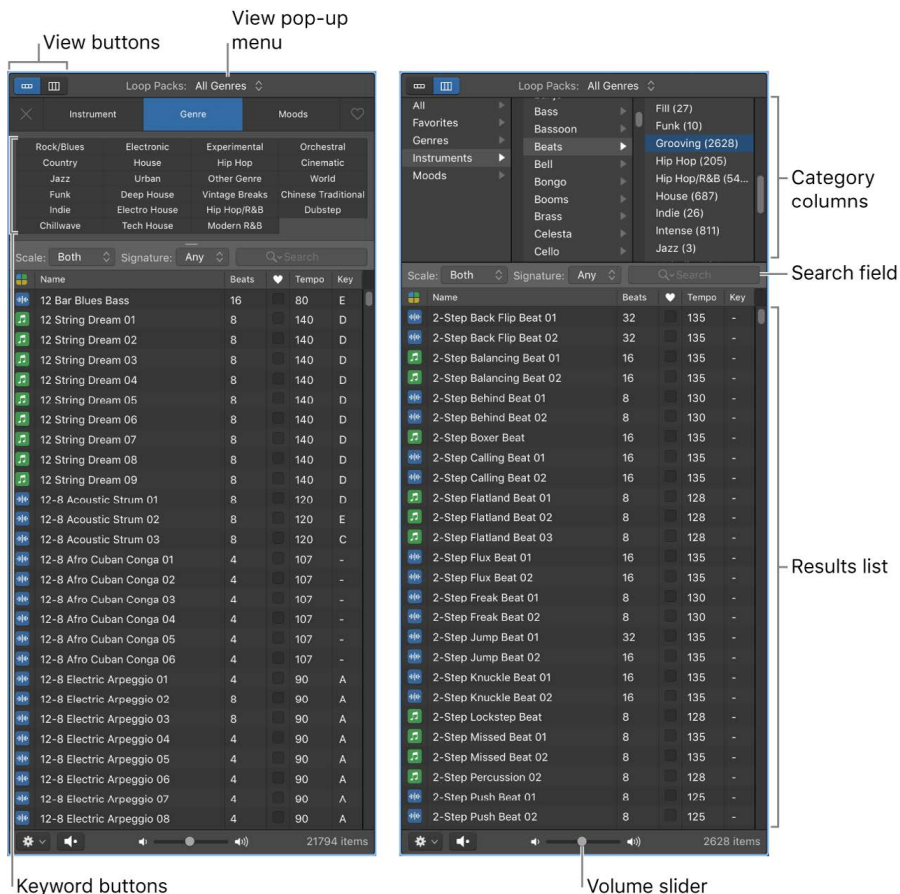 View pop-up
menu
View buttons
Loop Packs: All Genres
Instrument Genre Moods
Rock/Blues Electronic Experimental Orchestral
Country House Hip Hop Cinematic
Jazz Urban Other Genre World
Funk Deep House Vintage Breaks Chinese Traditional
Indie Electro House Hip Hop/R&B Dubstep
Chillwave Tech House Modern R&B
Scale: Both Signature: Any Search
Name Beats Tempo Key
12 Bar Blues Bass 16 80 E
12 String Dream 01 8 140 D
12 String Dream 02 8 140 D
12 String Dream 03 8 140 D
12 String Dream 04 8 140 D
12 String Dream 05 8 140 D
12 String Dream 06 8 140 D
12 String Dream 07 8 140 D
12 String Dream 08 8 140 D
12 String Dream 09 8 140 D
12-8 Acoustic Strum 01 8 120 D
12-8 Acoustic Strum 02 8 120 E
12-8 Acoustic Strum 03 8 120 C
12-8 Afro Cuban Conga 01 4 107 -
12-8 Afro Cuban Conga 02 4 107 -
12-8 Afro Cuban Conga 03 4 107 -
12-8 Afro Cuban Conga 04 4 107 -
12-8 Afro Cuban Conga 05 4 107 -
12-8 Afro Cuban Conga 06 4 107 -
12-8 Electric Arpeggio 01 4 90 A
12-8 Electric Arpeggio 02 8 90 A
12-8 Electric Arpeggio 03 8 90 A
12-8 Electric Arpeggio 04 4 90 A
12-8 Electric Arpeggio 05 4 90 A
12-8 Electric Arpeggio 06 4 90 A
12-8 Electric Arpeggio 07 4 90 A
12-8 Electric Arpeggio 08 4 90 A
21794 items
Keyword buttons
Loop Packs: All Genres
All
Favorites
Genres
Instruments
Moods
Bass
Bassoon
Beats
Bell
Bongo
Booms
Brass
Celesta
Cello
Fill (27)
Funk (10)
Grooving (2628)
Hip Hop (205)
Hip Hop/R&B (54...
House (687)
Indie (26)
Intense (811)
Jazz (3)
Category
columns
Scale: Both Signature: Any Search
Search field
Name Beats Tempo Key
2-Step Back Flip Beat 01 32 135 -
2-Step Back Flip Beat 02 32 135 -
2-Step Balancing Beat 01 16 135 -
2-Step Balancing Beat 02 16 135 -
2-Step Behind Beat 01 8 130 -
2-Step Behind Beat 02 8 130 -
2-Step Boxer Beat 16 135 -
2-Step Calling Beat 01 16 135 -
2-Step Calling Beat 02 16 135 -
2-Step Flatland Beat 01 8 128 -
2-Step Flatland Beat 02 8 128 -
2-Step Flatland Beat 03 8 128 -
2-Step Flux Beat 01 16 135 -
2-Step Flux Beat 02 16 135 -
2-Step Freak Beat 01 8 130 -
2-Step Freak Beat 02 8 130 -
2-Step Jump Beat 01 32 135 -
2-Step Jump Beat 02 16 135 -
2-Step Knuckle Beat 01 16 135 -
2-Step Knuckle Beat 02 16 135 -
2-Step Lockstep Beat 8 128 -
2-Step Missed Beat 01 8 135 -
2-Step Missed Beat 02 8 135 -
2-Step Percussion 02 8 128 -
2-Step Push Beat 01 8 125 -
2-Step Push Beat 02 8 125 -
Results list
2628 items
Volume slider